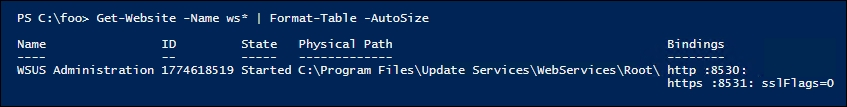 PS C:\foo> Get-Website -Name ws* | Format-Table -AutoSize
Name ID State Physical Path Bindings
---- -- ----- ------------- --------
WSUS Administration 1774618519 Started C:\Program Files\Update Services\WebServices\Root\ http :8530:
https :8531: sslFlags=0